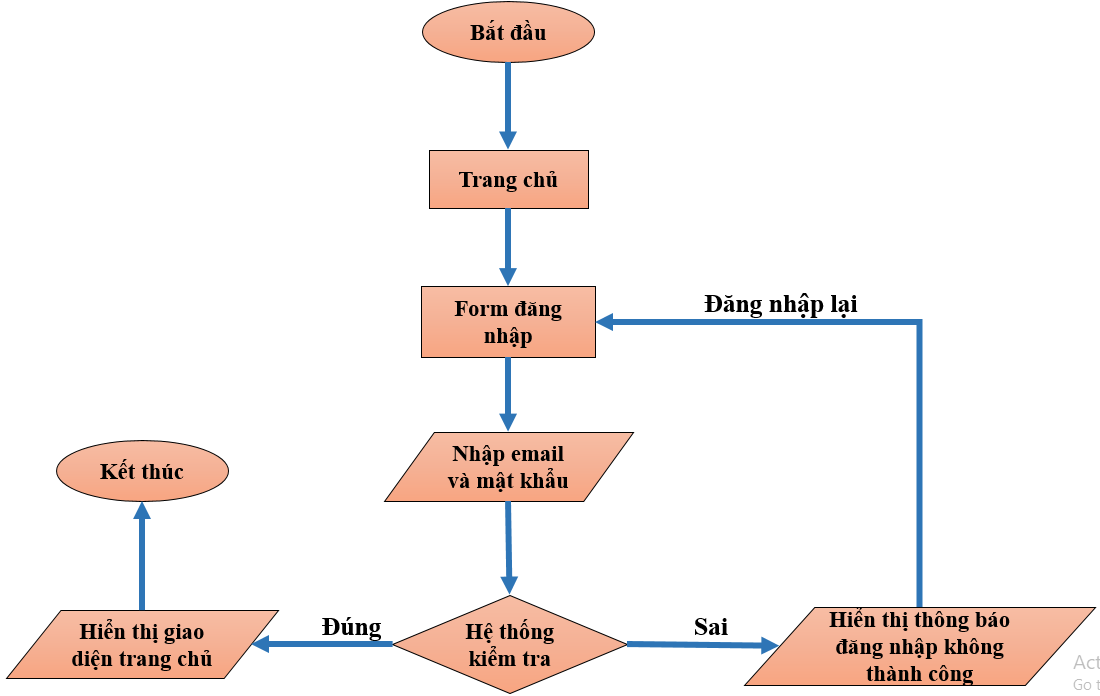 Bắt đầu
Trang chủ
Form đăng
nhập
Đăng nhập lại
Nhập email
và mật khẩu
Kết thúc
Hệ thống
kiểm tra
Đúng
Sai
Hiển thị giao
diện trang chủ
Hiển thị thông báo
đăng nhập không
thành công
Act
Go t